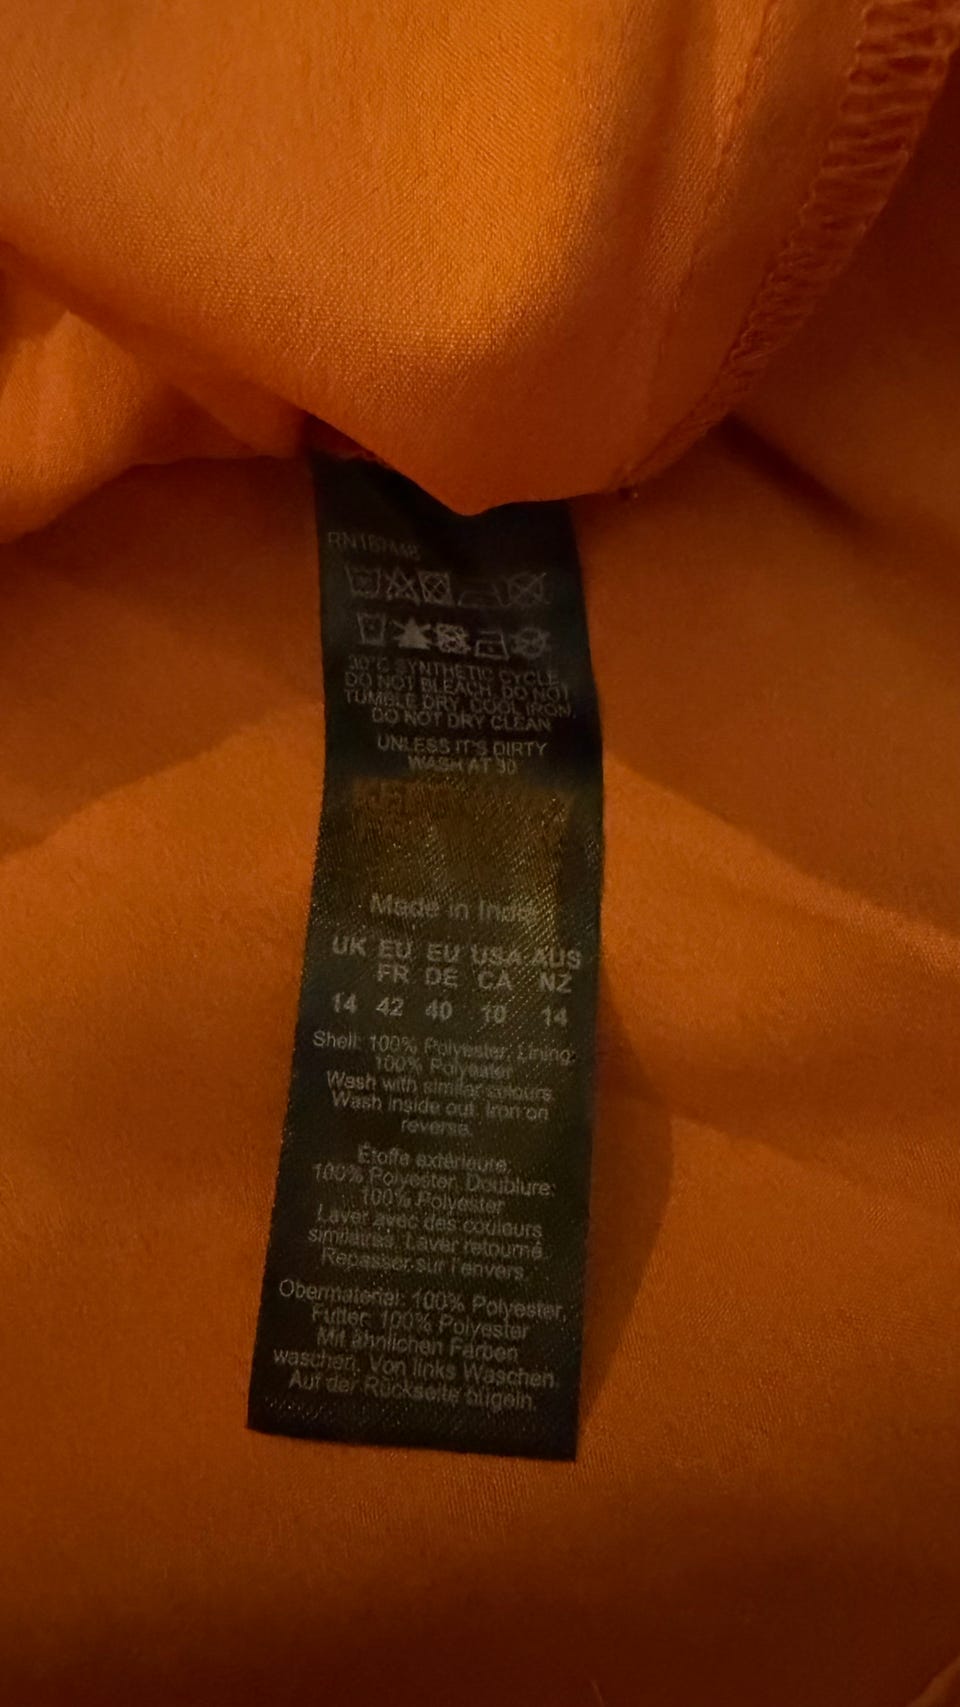 30°C SYNTHETIC CYCLE,
DO NOT BLEACH, DO NOT
TUMBLE DRY, COOL IRON,
DO NOT DRY CLEAN
UNLESS IT'S DIRTY
WASH AT 30
Made in India
UK EU EU USA AUS
FR DE CA NZ
14 42 40 10 14
Shell: 100% Polyester, Lining:
100% Polyester
Wash with similar colours.
Wash inside out. Iron on
reverse.
Étoffe extérieure:
100% Polyester, Doublure:
100% Polyester
Laver avec des couleurs
similaires. Laver retourné.
Repasser sur l'envers.
Obermaterial: 100% Polyester,
Futter: 100% Polyester
Mit ähnlichen Farben
waschen. Von links Waschen.
Auf der Rückseite bügeln.